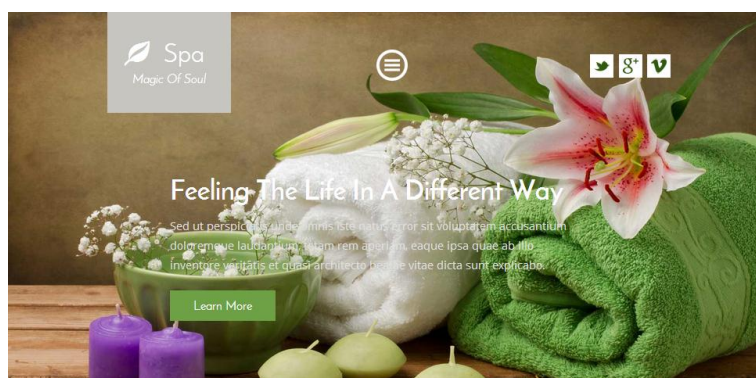 Spa
Magic Of Soul
g+
Feeling The Life In A Different Way
Sed ut perspiciatis unde omnis iste natus error sit voluptatem accusantium
doloremque laudantium, totam rem aperiam, eaque ipsa quae ab illo
inventore veritatis et quasi architecto beatae vitae dicta sunt explicabo.
Learn More